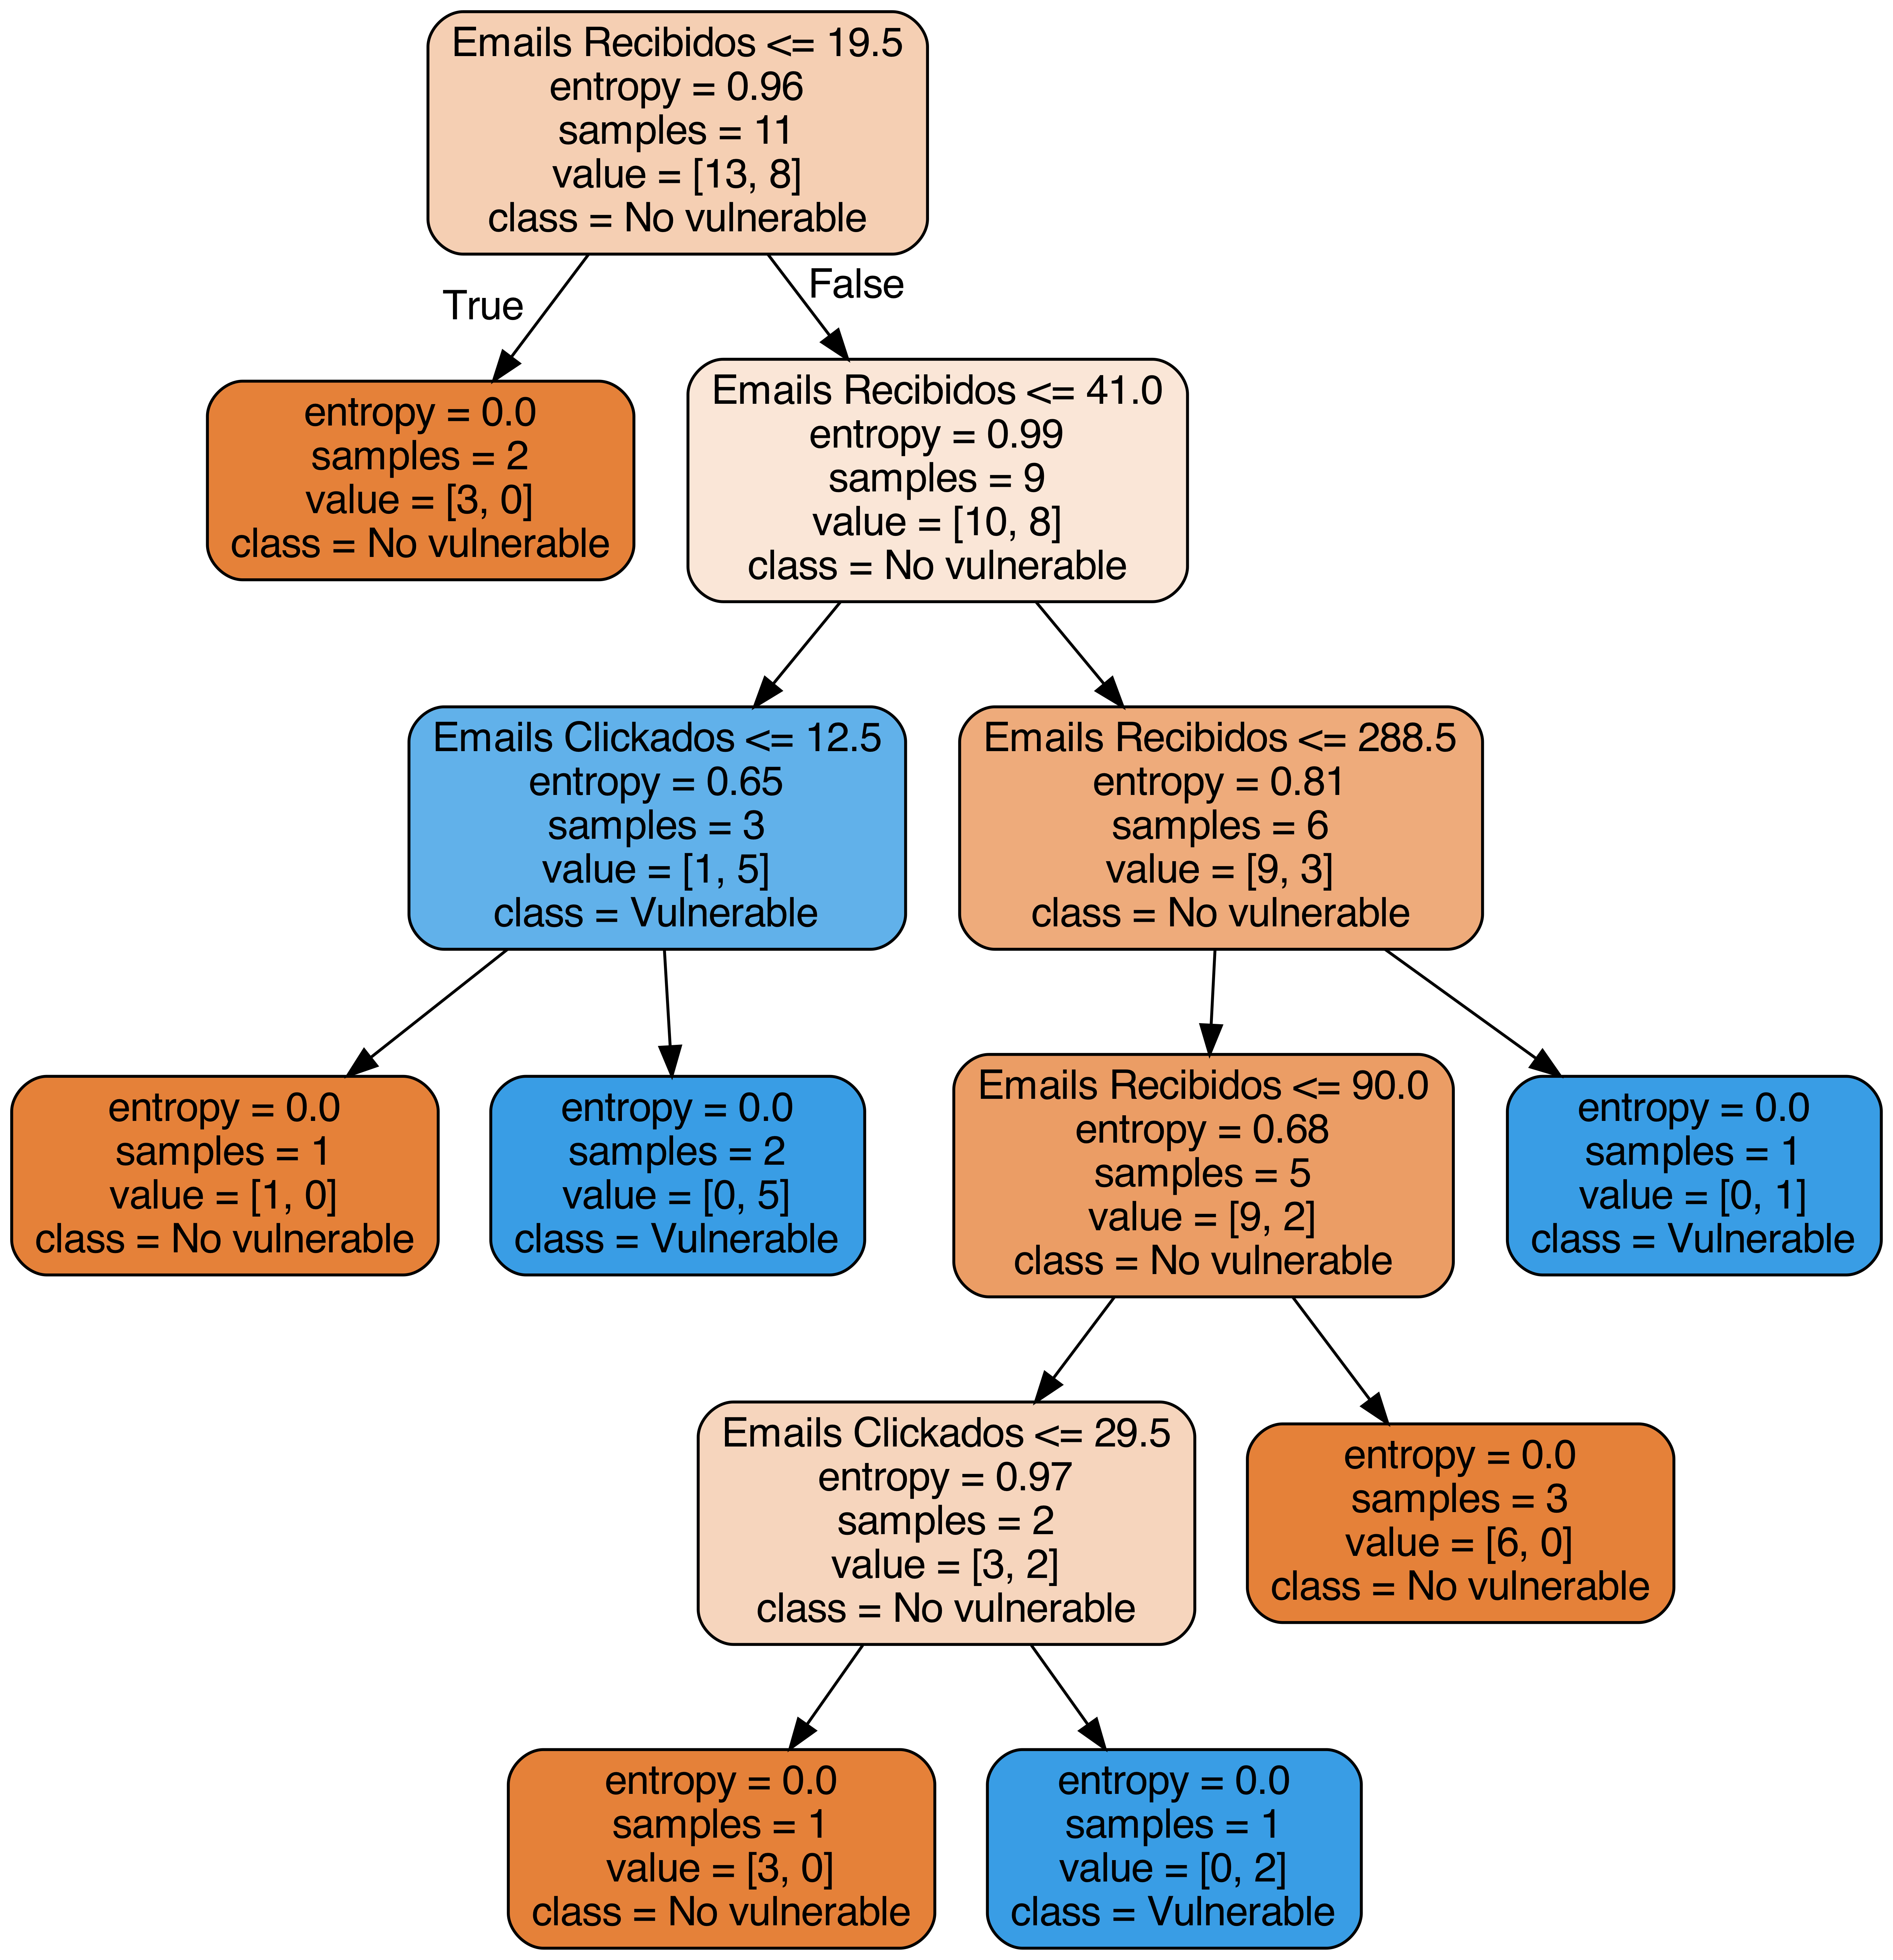 Emails Recibidos <= 19.5
entropy = 0.96
samples = 11
value = [13, 8]
class = No vulnerable
True
False
entropy = 0.0
samples = 2
value = [3, 0]
class = No vulnerable
Emails Recibidos <= 41.0
entropy = 0.99
samples = 9
value = [10, 8]
class = No vulnerable
Emails Clickados <= 12.5
entropy = 0.65
samples = 3
value = [1, 5]
class = Vulnerable
Emails Recibidos <= 288.5
entropy = 0.81
samples = 6
value = [9, 3]
class = No vulnerable
entropy = 0.0
samples = 1
value = [1, 0]
class = No vulnerable
entropy = 0.0
samples = 2
value = [0, 5]
class = Vulnerable
Emails Recibidos <= 90.0
entropy = 0.68
samples = 5
value = [9, 2]
class = No vulnerable
entropy = 0.0
samples = 1
value = [0, 1]
class = Vulnerable
Emails Clickados <= 29.5
entropy = 0.97
samples = 2
value = [3, 2]
class = No vulnerable
entropy = 0.0
samples = 3
value = [6, 0]
class = No vulnerable
entropy = 0.0
samples = 1
value = [3, 0]
class = No vulnerable
entropy = 0.0
samples = 1
value = [0, 2]
class = Vulnerable